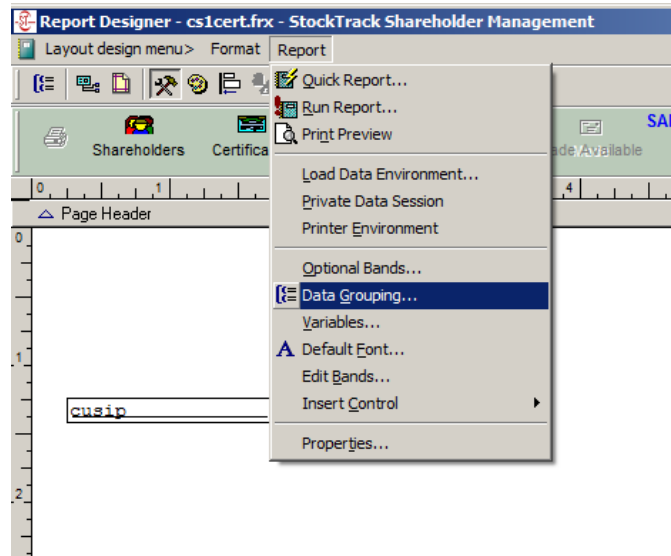 Report Designer - cs1cert.frx - StockTrack Shareholder Management
Layout design menu> Format Report
Quick Report...
Run Report...
Print Preview
Load Data Environment...
Private Data Session
Printer Environment
Optional Bands...
Data Grouping...
Variables...
A Default Font...
Edit Bands...
Insert Control
Properties...
Shareholders Certifica
Available
0 1 4
Page Header
0
1
cusip
2